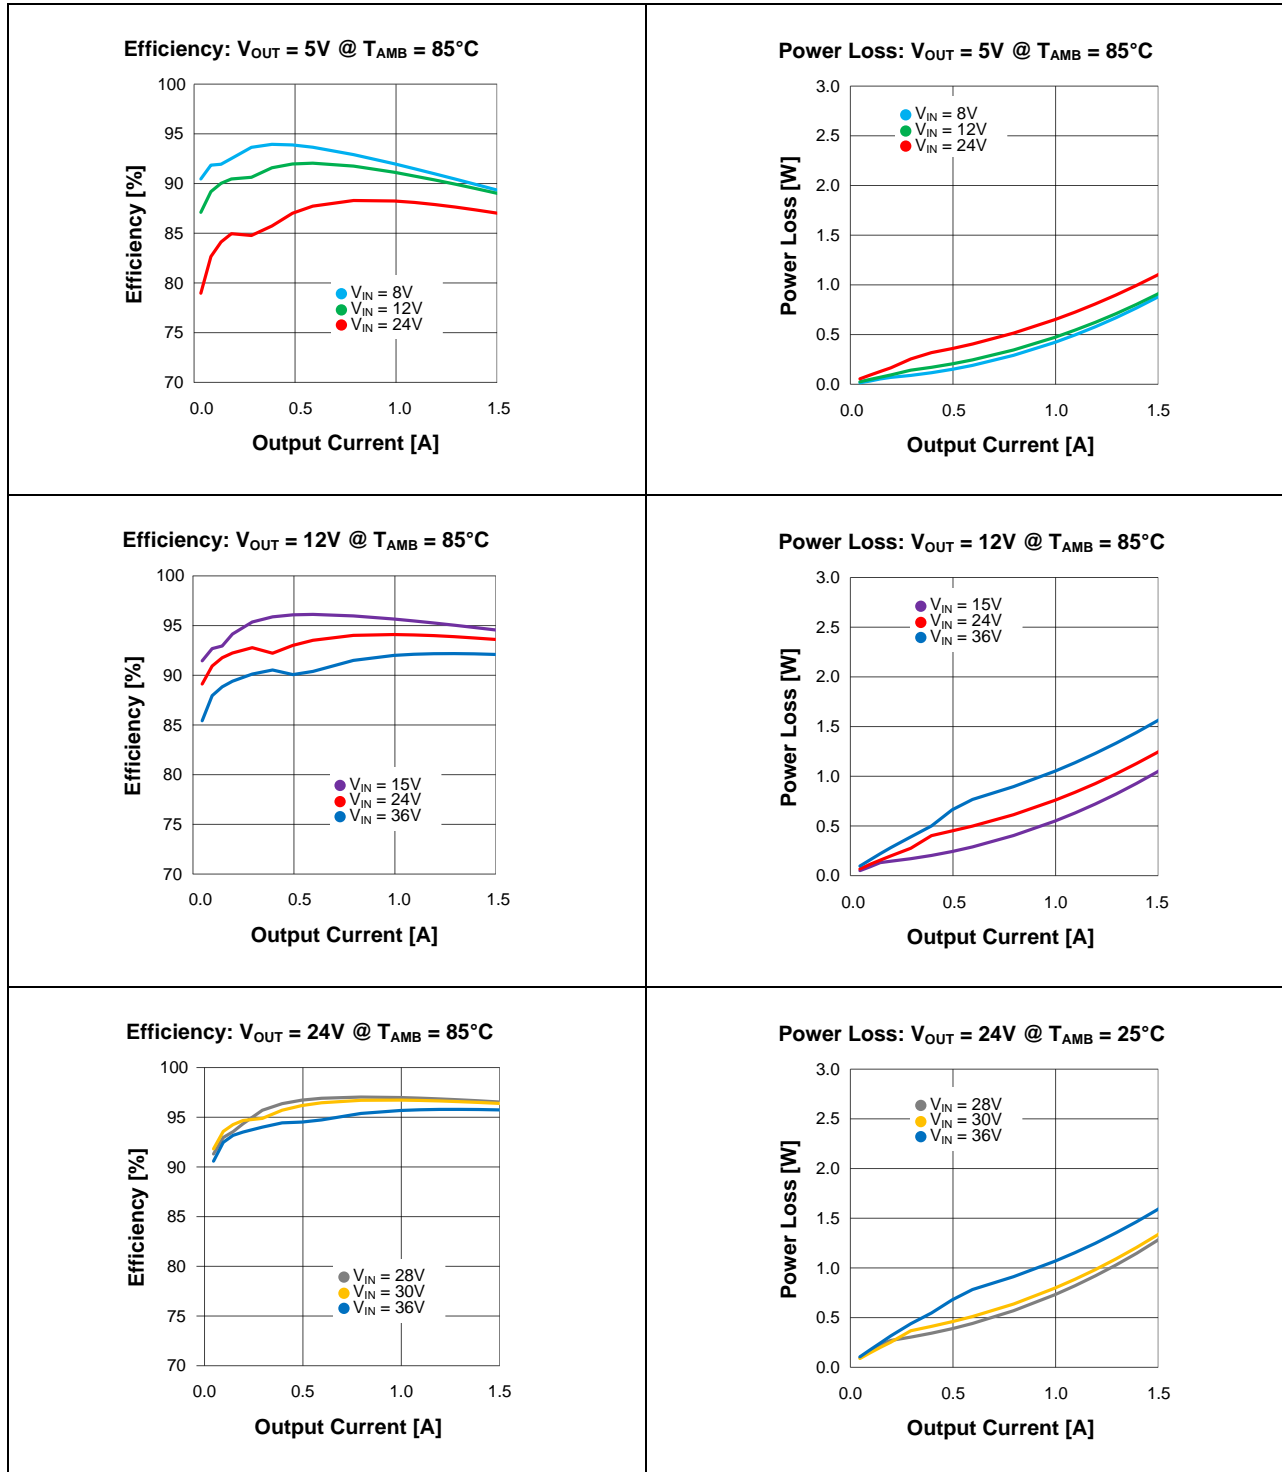 Efficiency: VOUT = 5V @ TAMB = 85°C
100
95
90
85
80
75
70
Efficiency [%]
VIN = 8V
VIN = 12V
VIN = 24V
0.0 0.5 1.0 1.5
Output Current [A]
Power Loss: VOUT = 5V @ TAMB = 85°C
3.0
2.5
2.0
1.5
1.0
0.5
0.0
Power Loss [W]
VIN = 8V
VIN = 12V
VIN = 24V
0.0 0.5 1.0 1.5
Output Current [A]
Efficiency: VOUT = 12V @ TAMB = 85°C
100
95
90
85
80
75
70
Efficiency [%]
VIN = 15V
VIN = 24V
VIN = 36V
0.0 0.5 1.0 1.5
Output Current [A]
Power Loss: VOUT = 12V @ TAMB = 85°C
3.0
2.5
2.0
1.5
1.0
0.5
0.0
Power Loss [W]
VIN = 15V
VIN = 24V
VIN = 36V
0.0 0.5 1.0 1.5
Output Current [A]
Efficiency: VOUT = 24V @ TAMB = 85°C
100
95
90
85
80
75
70
Efficiency [%]
VIN = 28V
VIN = 30V
VIN = 36V
0.0 0.5 1.0 1.5
Output Current [A]
Power Loss: VOUT = 24V @ TAMB = 25°C
3.0
2.5
2.0
1.5
1.0
0.5
0.0
Power Loss [W]
VIN = 28V
VIN = 30V
VIN = 36V
0.0 0.5 1.0 1.5
Output Current [A]